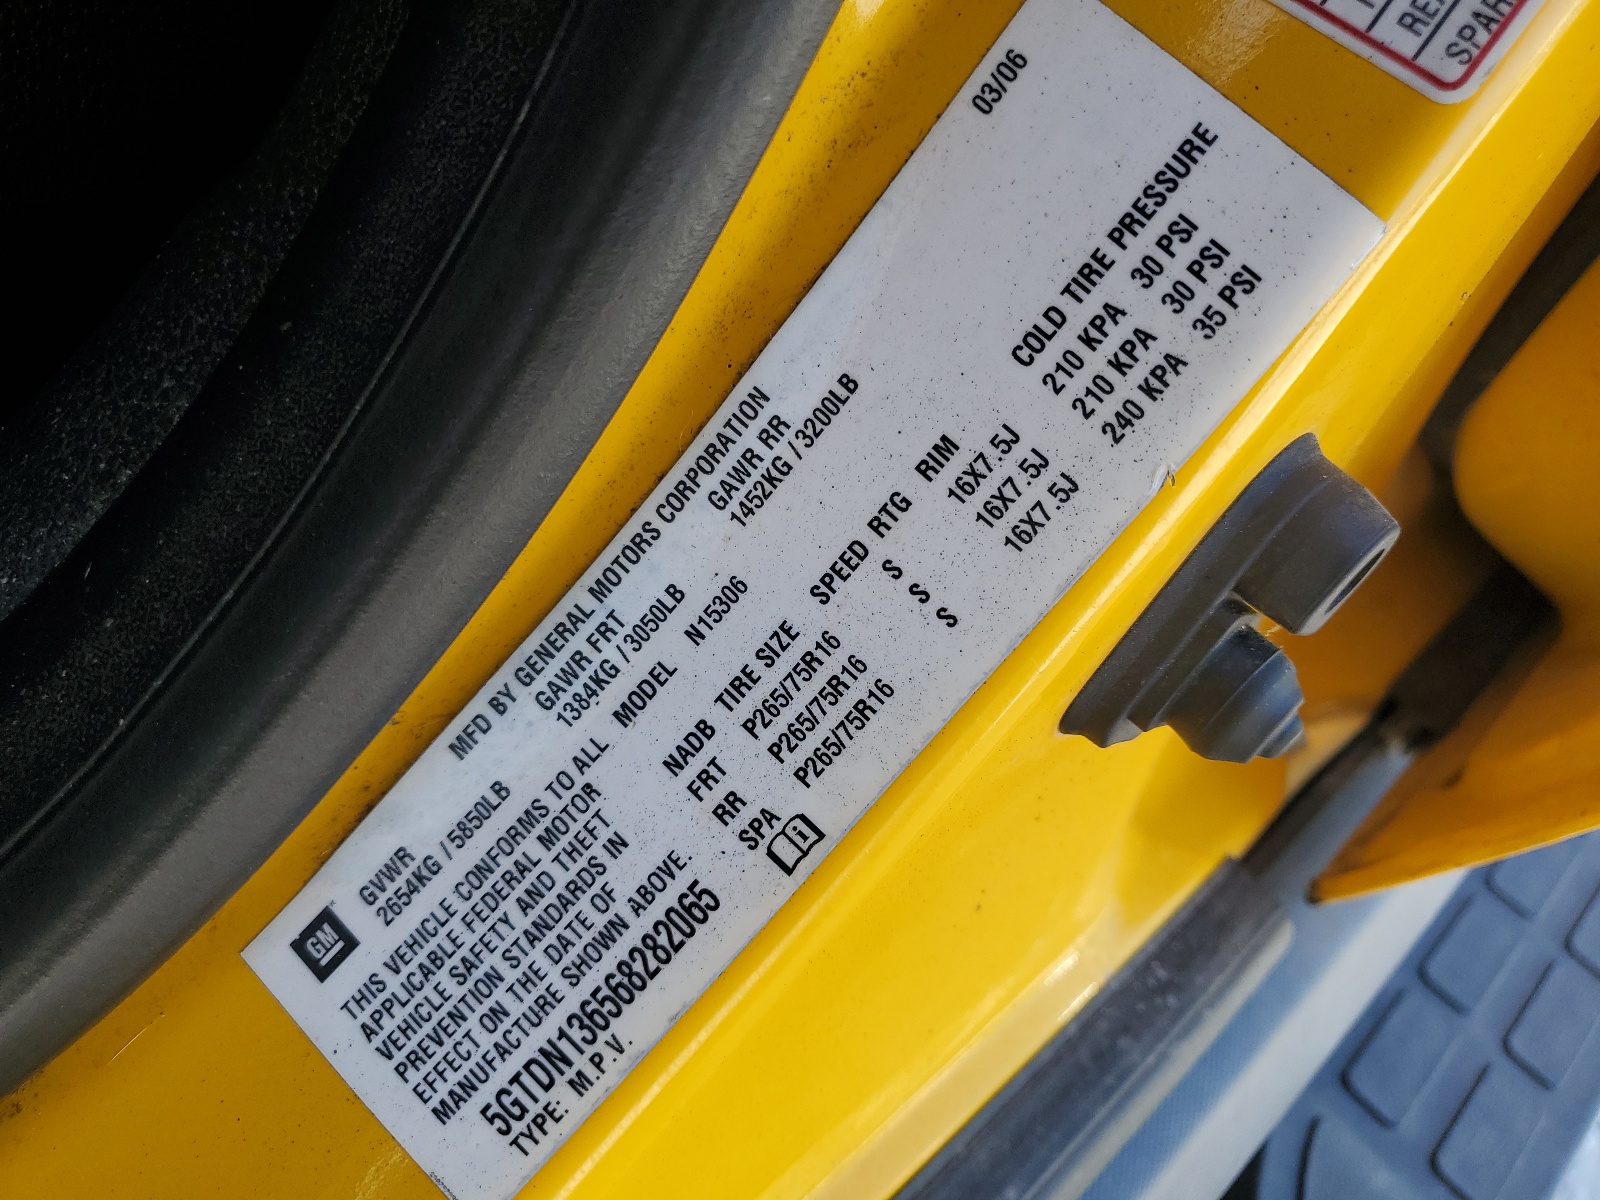 GM
MFD BY GENERAL MOTORS CORPORATION
03/06
GVWR GAWR FRT GAWR RR
2654KG / 5850LB 1384KG / 3050LB 1452KG / 3200LB
THIS VEHICLE CONFORMS TO ALL
APPLICABLE FEDERAL MOTOR
VEHICLE SAFETY AND THEFT
PREVENTION STANDARDS IN
EFFECT ON THE DATE OF
MANUFACTURE SHOWN ABOVE.
5GTDN136568282065
TYPE: M.P.V.
MODEL N15306
NADB TIRE SIZE SPEED RTG RIM COLD TIRE PRESSURE
FRT P265/75R16 S 16X7.5J 210 KPA 30 PSI
RR P265/75R16 S 16X7.5J 210 KPA 30 PSI
SPA P265/75R16 S 16X7.5J 240 KPA 35 PSI
i